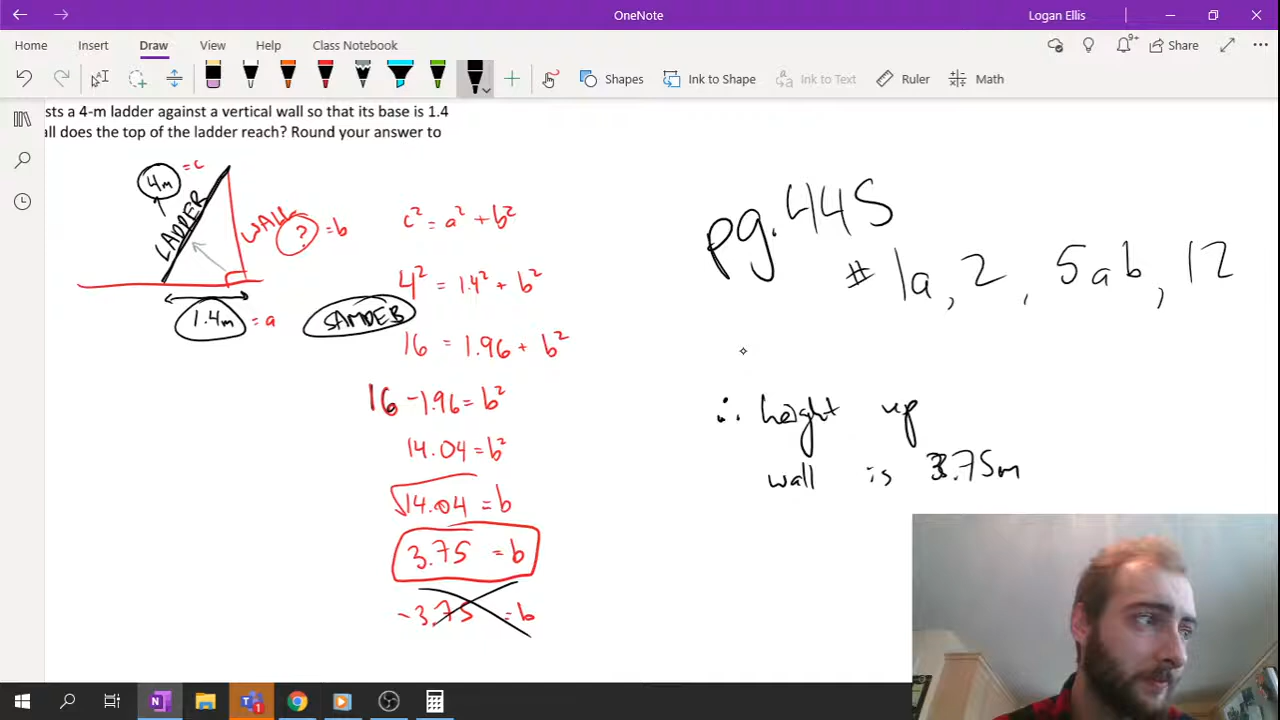 OneNote
Logan Ellis
Home Insert Draw View Help Class Notebook
9+ Share
Shapes Ink to Shape Ink to Text Ruler Math
sts a 4-m ladder against a vertical wall so that its base is 1.4
all does the top of the ladder reach? Round your answer to
4m = c
LADDER
WALL
? = b
1.4m = a
SAMDEB
c² = a² + b²
4² = 1.4² + b²
16 = 1.96 + b²
16 - 1.96 = b²
14.04 = b²
√14.04 = b
3.75 = b
-3.75 = b
pg. 445
# 1a, 2, 5ab, 12
∴ height up
wall is 3.75m